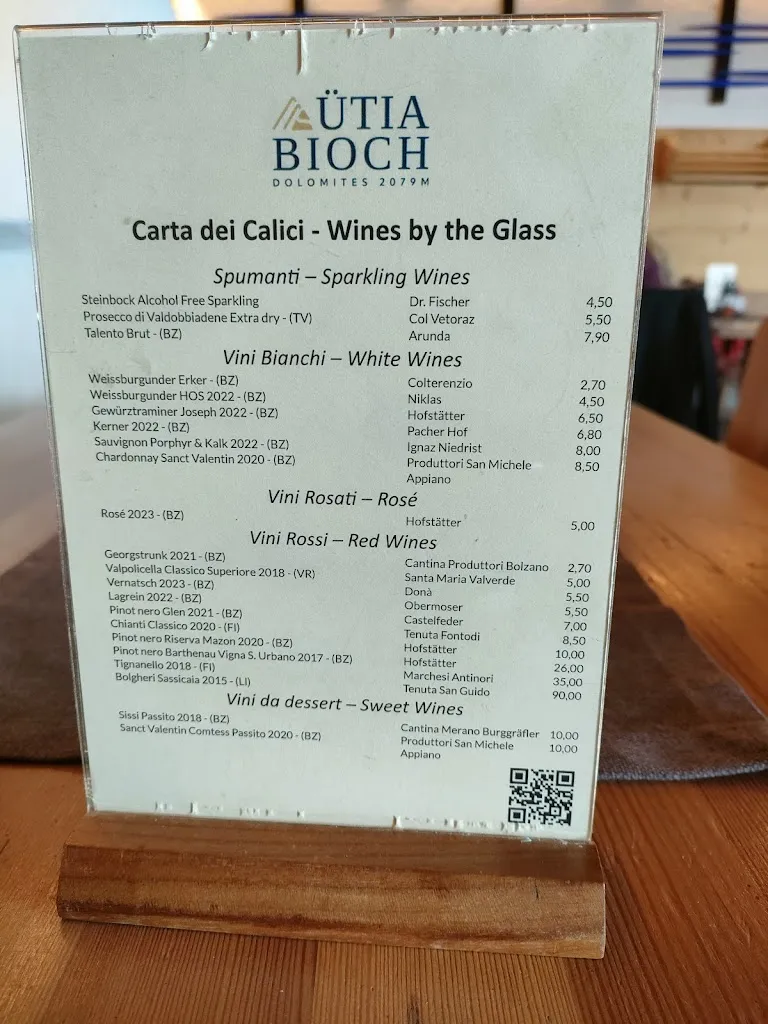 ÜTIA
BIOCH
DOLOMITES 2079M
Carta dei Calici - Wines by the Glass
Spumanti – Sparkling Wines
Steinbock Alcohol Free Sparkling Dr. Fischer 4,50
Prosecco di Valdobbiadene Extra dry - (TV) Col Vetoraz 5,50
Talento Brut - (BZ) Arunda 7,90
Vini Bianchi – White Wines
Weissburgunder Erker - (BZ) Colterenzio 2,70
Weissburgunder HOS 2022 - (BZ) Niklas 4,50
Gewürztraminer Joseph 2022 - (BZ) Hofstätter 6,50
Kerner 2022 - (BZ) Pacher Hof 6,80
Sauvignon Porphyr & Kalk 2022 - (BZ) Ignaz Niedrist 8,00
Chardonnay Sanct Valentin 2020 - (BZ) Produttori San Michele 8,50
Appiano
Vini Rosati – Rosé
Rosé 2023 - (BZ) Hofstätter 5,00
Vini Rossi – Red Wines
Georgstrunk 2021 - (BZ) Cantina Produttori Bolzano 2,70
Valpolicella Classico Superiore 2018 - (VR) Santa Maria Valverde 5,00
Vernatsch 2023 - (BZ) Donà 5,50
Lagrein 2022 - (BZ) Obermoser 5,50
Pinot nero Glen 2021 - (BZ) Castelfeder 7,00
Chianti Classico 2020 - (FI) Tenuta Fontodi 8,50
Pinot nero Riserva Mazon 2020 - (BZ) Hofstätter 10,00
Pinot nero Barthenau Vigna S. Urbano 2017 - (BZ) Hofstätter 26,00
Tignanello 2018 - (FI) Marchesi Antinori 35,00
Bolgheri Sassicaia 2015 - (LI) Tenuta San Guido 90,00
Vini da dessert – Sweet Wines
Sissi Passito 2018 - (BZ) Cantina Merano Burggräfler 10,00
Sanct Valentin Comtess Passito 2020 - (BZ) Produttori San Michele 10,00
Appiano